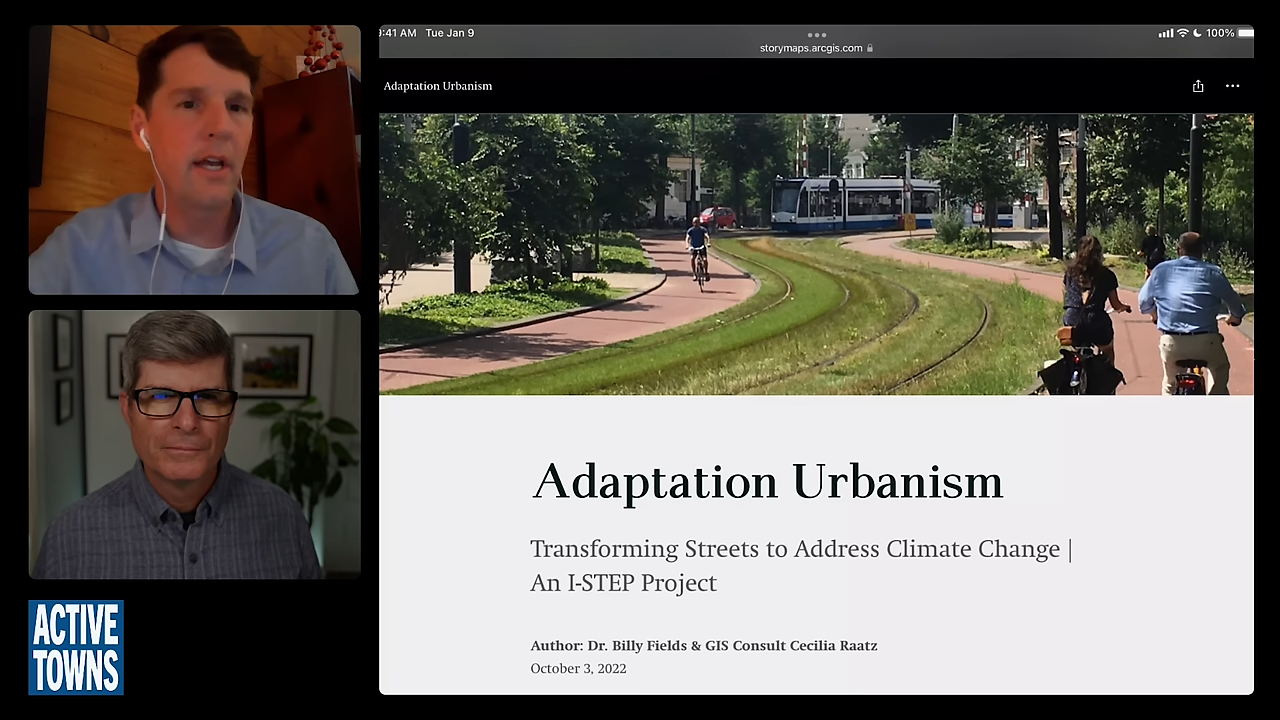 9:41 AM Tue Jan 9
storymaps.arcgis.com
100%
Adaptation Urbanism
Adaptation Urbanism
Transforming Streets to Address Climate Change |
An I-STEP Project
Author: Dr. Billy Fields & GIS Consult Cecilia Raatz
October 3, 2022
ACTIVE
TOWNS